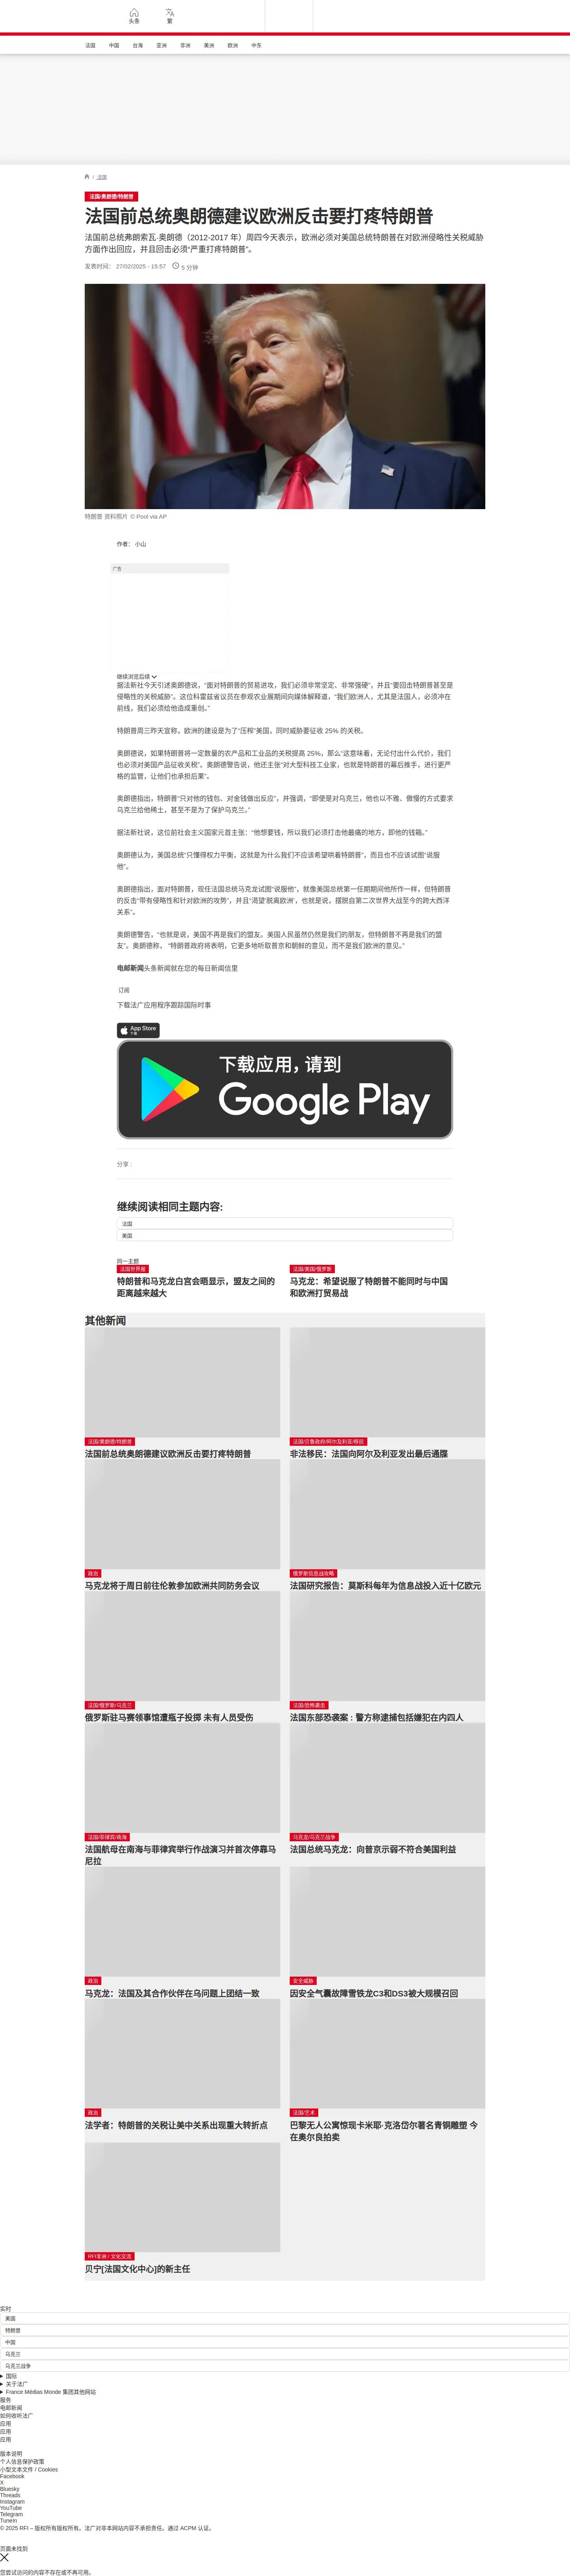 头条
繁
法国
中国
台海
亚洲
非洲
美洲
欧洲
中东
/ 法国
法国/奥朗德/特朗普
法国前总统奥朗德建议欧洲反击要打疼特朗普
法国前总统弗朗索瓦·奥朗德（2012-2017 年）周四今天表示，欧洲必须对美国总统特朗普在对欧洲侵略性关税威胁
方面作出回应，并且回击必须“严重打疼特朗普”。
发表时间： 27/02/2025 - 15:57
5 分钟
特朗普 资料照片 © Pool via AP
作者： 小山
广告
继续浏览后续
据法新社今天引述奥朗德说，“面对特朗普的贸易进攻，我们必须非常坚定、非常强硬”，并且“要回击特朗普甚至是
侵略性的关税威胁”。这位科雷兹省议员在参观农业展期间向媒体解释道，“我们欧洲人，尤其是法国人，必须冲在
前线，我们必须给他造成重创。”
特朗普周三昨天宣称，欧洲的建设是为了“压榨”美国，同时威胁要征收 25% 的关税。
奥朗德说，如果特朗普将一定数量的农产品和工业品的关税提高 25%，那么“这意味着，无论付出什么代价，我们
也必须对美国产品征收关税”。奥朗德警告说，他还主张“对大型科技工业家，也就是特朗普的幕后推手，进行更严
格的监管，让他们也承担后果”。
奥朗德指出，特朗普“只对他的钱包、对金钱做出反应”，并强调，“即使是对乌克兰，他也以不雅、傲慢的方式要求
乌克兰给他稀土，甚至不是为了保护乌克兰。”
据法新社说，这位前社会主义国家元首主张：“他想要钱，所以我们必须打击他最痛的地方，即他的钱箱。”
奥朗德认为，美国总统“只懂得权力平衡，这就是为什么我们不应该希望哄着特朗普”，而且也不应该试图“说服
他”。
奥朗德指出，面对特朗普，现任法国总统马克龙试图“说服他”，就像美国总统第一任期期间他所作一样，但特朗普
的反击“带有侵略性和针对欧洲的攻势”，并且“渴望‘脱离欧洲’，也就是说，摆脱自第二次世界大战至今的跨大西洋
关系”。
奥朗德警告，“也就是说，美国不再是我们的盟友。美国人民虽然仍然是我们的朋友，但特朗普不再是我们的盟
友”。奥朗德称， “特朗普政府将表明，它更多地听取普京和朝鲜的意见，而不是我们欧洲的意见。”
电邮新闻头条新闻就在您的每日新闻信里
订阅
下载法广应用程序跟踪国际时事
App Store
下载
下载应用，请到
Google Play
分享 :
继续阅读相同主题内容:
法国
美国
同一主题
法国世界报
特朗普和马克龙白宫会晤显示，盟友之间的
距离越来越大
法国/美国/俄罗斯
马克龙：希望说服了特朗普不能同时与中国
和欧洲打贸易战
其他新闻
法国/奥朗德/特朗普
法国前总统奥朗德建议欧洲反击要打疼特朗普
法国/贝鲁政府/阿尔及利亚/移民
非法移民：法国向阿尔及利亚发出最后通牒
政治
马克龙将于周日前往伦敦参加欧洲共同防务会议
俄罗斯信息战攻略
法国研究报告：莫斯科每年为信息战投入近十亿欧元
法国/俄罗斯/乌克兰
俄罗斯驻马赛领事馆遭瓶子投掷 未有人员受伤
法国/恐怖袭击
法国东部恐袭案 : 警方称逮捕包括嫌犯在内四人
法国/菲律宾/南海
法国航母在南海与菲律宾举行作战演习并首次停靠马
尼拉
马克龙/乌克兰战争
法国总统马克龙：向普京示弱不符合美国利益
政治
马克龙：法国及其合作伙伴在乌问题上团结一致
安全威胁
因安全气囊故障雪铁龙C3和DS3被大规模召回
政治
法学者：特朗普的关税让美中关系出现重大转折点
法国/艺术
巴黎无人公寓惊现卡米耶·克洛岱尔著名青铜雕塑 今
在奥尔良拍卖
RFI非洲 / 文化交流
贝宁[法国文化中心]的新主任
实时
美国
特朗普
中国
乌克兰
乌克兰战争
国际
关于法广
France Médias Monde 集团其他网站
服务
电邮新闻
如何收听法广
应用
应用
应用
版本说明
个人信息保护政策
小型文本文件 / Cookies
Facebook
X
Bluesky
Threads
Instagram
YouTube
Telegram
TuneIn
© 2025 RFI – 版权所有版权所有。法广对非本网站内容不承担责任。通过 ACPM 认证。
页面未找到
您尝试访问的内容不存在或不再可用。